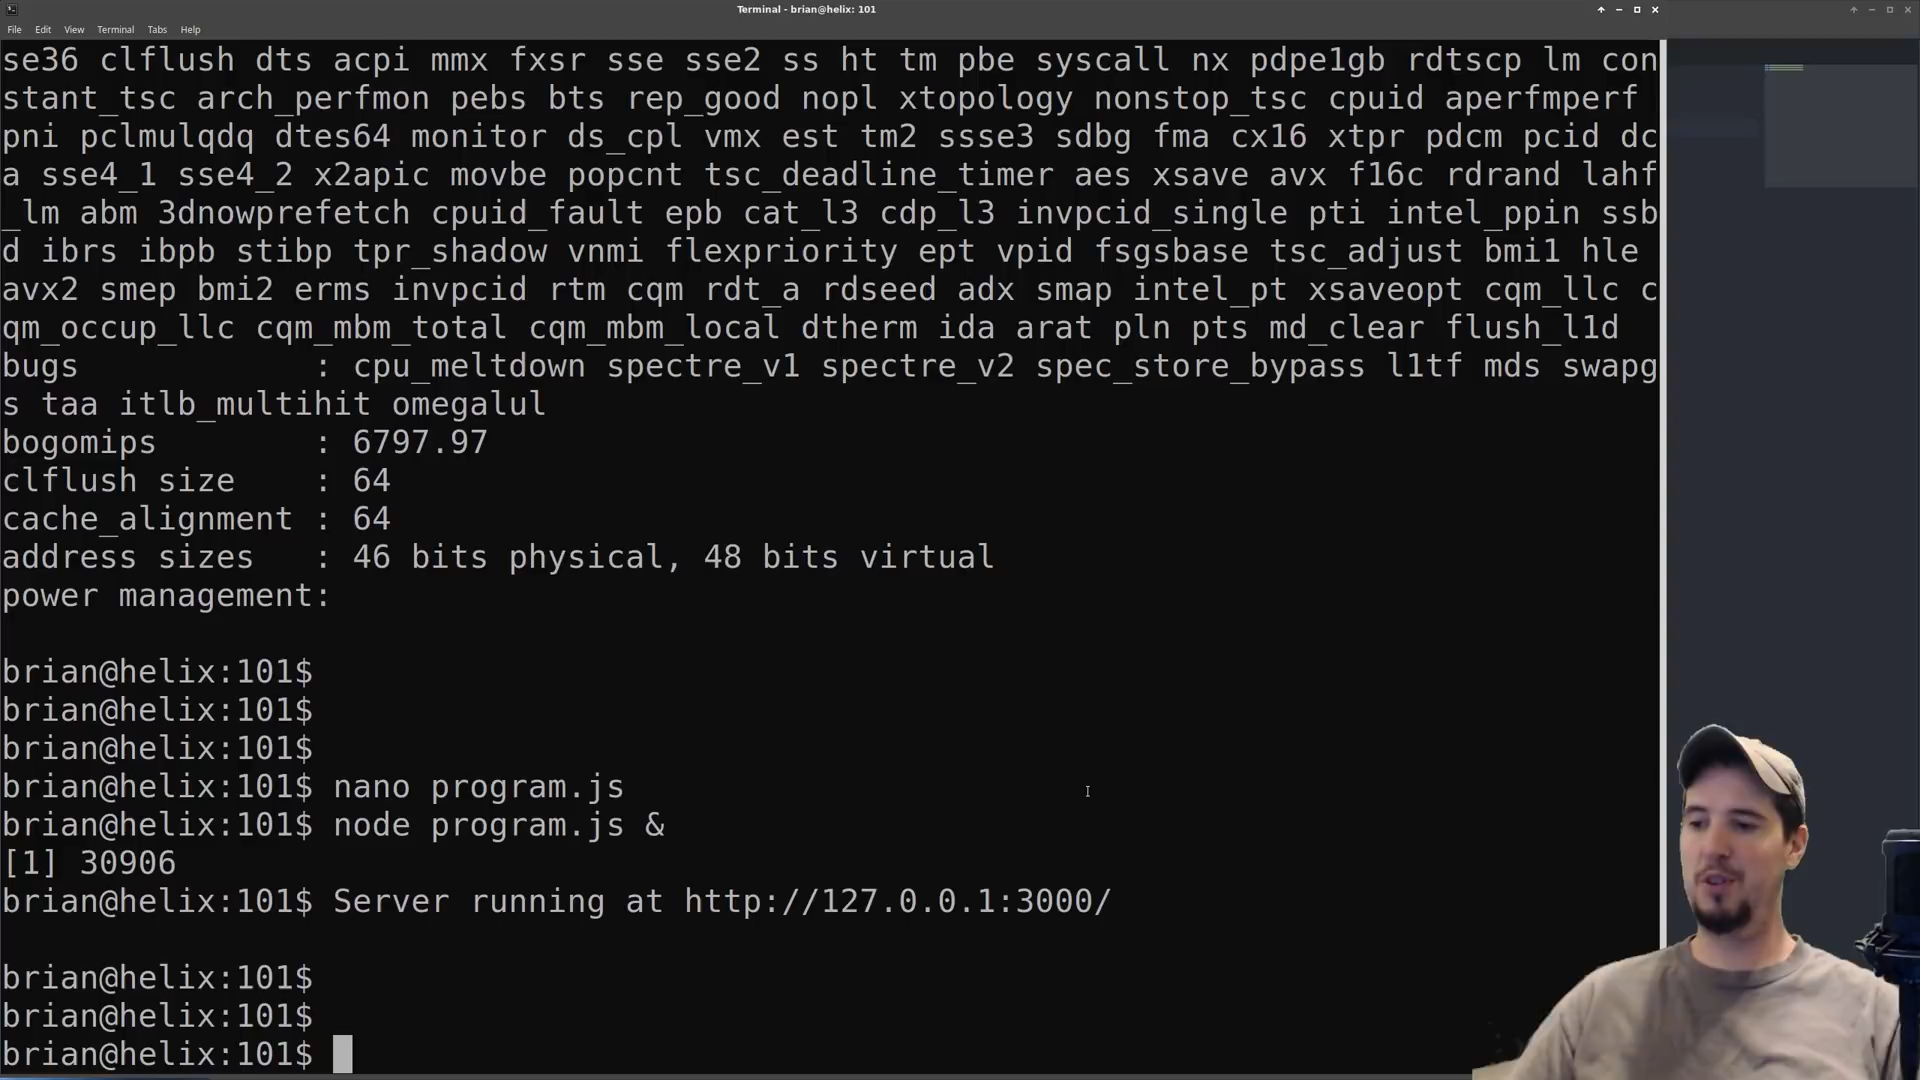 Terminal - brian@helix: 101
File Edit View Terminal Tabs Help
se36 clflush dts acpi mmx fxsr sse sse2 ss ht tm pbe syscall nx pdpe1gb rdtscp lm con
stant_tsc arch_perfmon pebs bts rep_good nopl xtopology nonstop_tsc cpuid aperfmperf
pni pclmulqdq dtes64 monitor ds_cpl vmx est tm2 ssse3 sdbg fma cx16 xtpr pdcm pcid dc
a sse4_1 sse4_2 x2apic movbe popcnt tsc_deadline_timer aes xsave avx f16c rdrand lahf
_lm abm 3dnowprefetch cpuid_fault epb cat_l3 cdp_l3 invpcid_single pti intel_ppin ssb
d ibrs ibpb stibp tpr_shadow vnmi flexpriority ept vpid fsgsbase tsc_adjust bmi1 hle
avx2 smep bmi2 erms invpcid rtm cqm rdt_a rdseed adx smap intel_pt xsaveopt cqm_llc c
qm_occup_llc cqm_mbm_total cqm_mbm_local dtherm ida arat pln pts md_clear flush_l1d
bugs : cpu_meltdown spectre_v1 spectre_v2 spec_store_bypass l1tf mds swapg
s taa itlb_multihit omegalul
bogomips : 6797.97
clflush size : 64
cache_alignment : 64
address sizes : 46 bits physical, 48 bits virtual
power management:
brian@helix:101$
brian@helix:101$
brian@helix:101$
brian@helix:101$ nano program.js
brian@helix:101$ node program.js &
[1] 30906
brian@helix:101$ Server running at http://127.0.0.1:3000/
brian@helix:101$
brian@helix:101$
brian@helix:101$